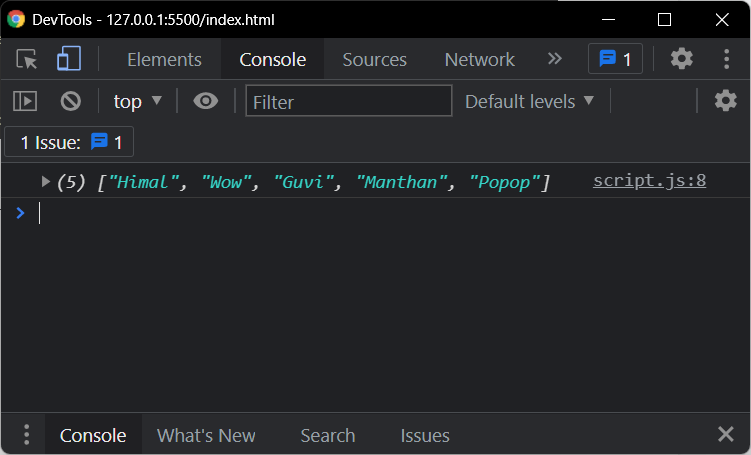 DevTools - 127.0.0.1:5500/index.html
Elements Console Sources Network » 1
top ▼ Filter Default levels ▼
1 Issue: 1
▶ (5) ["Himal", "Wow", "Guvi", "Manthan", "Popop"] script.js:8
>
Console What's New Search Issues